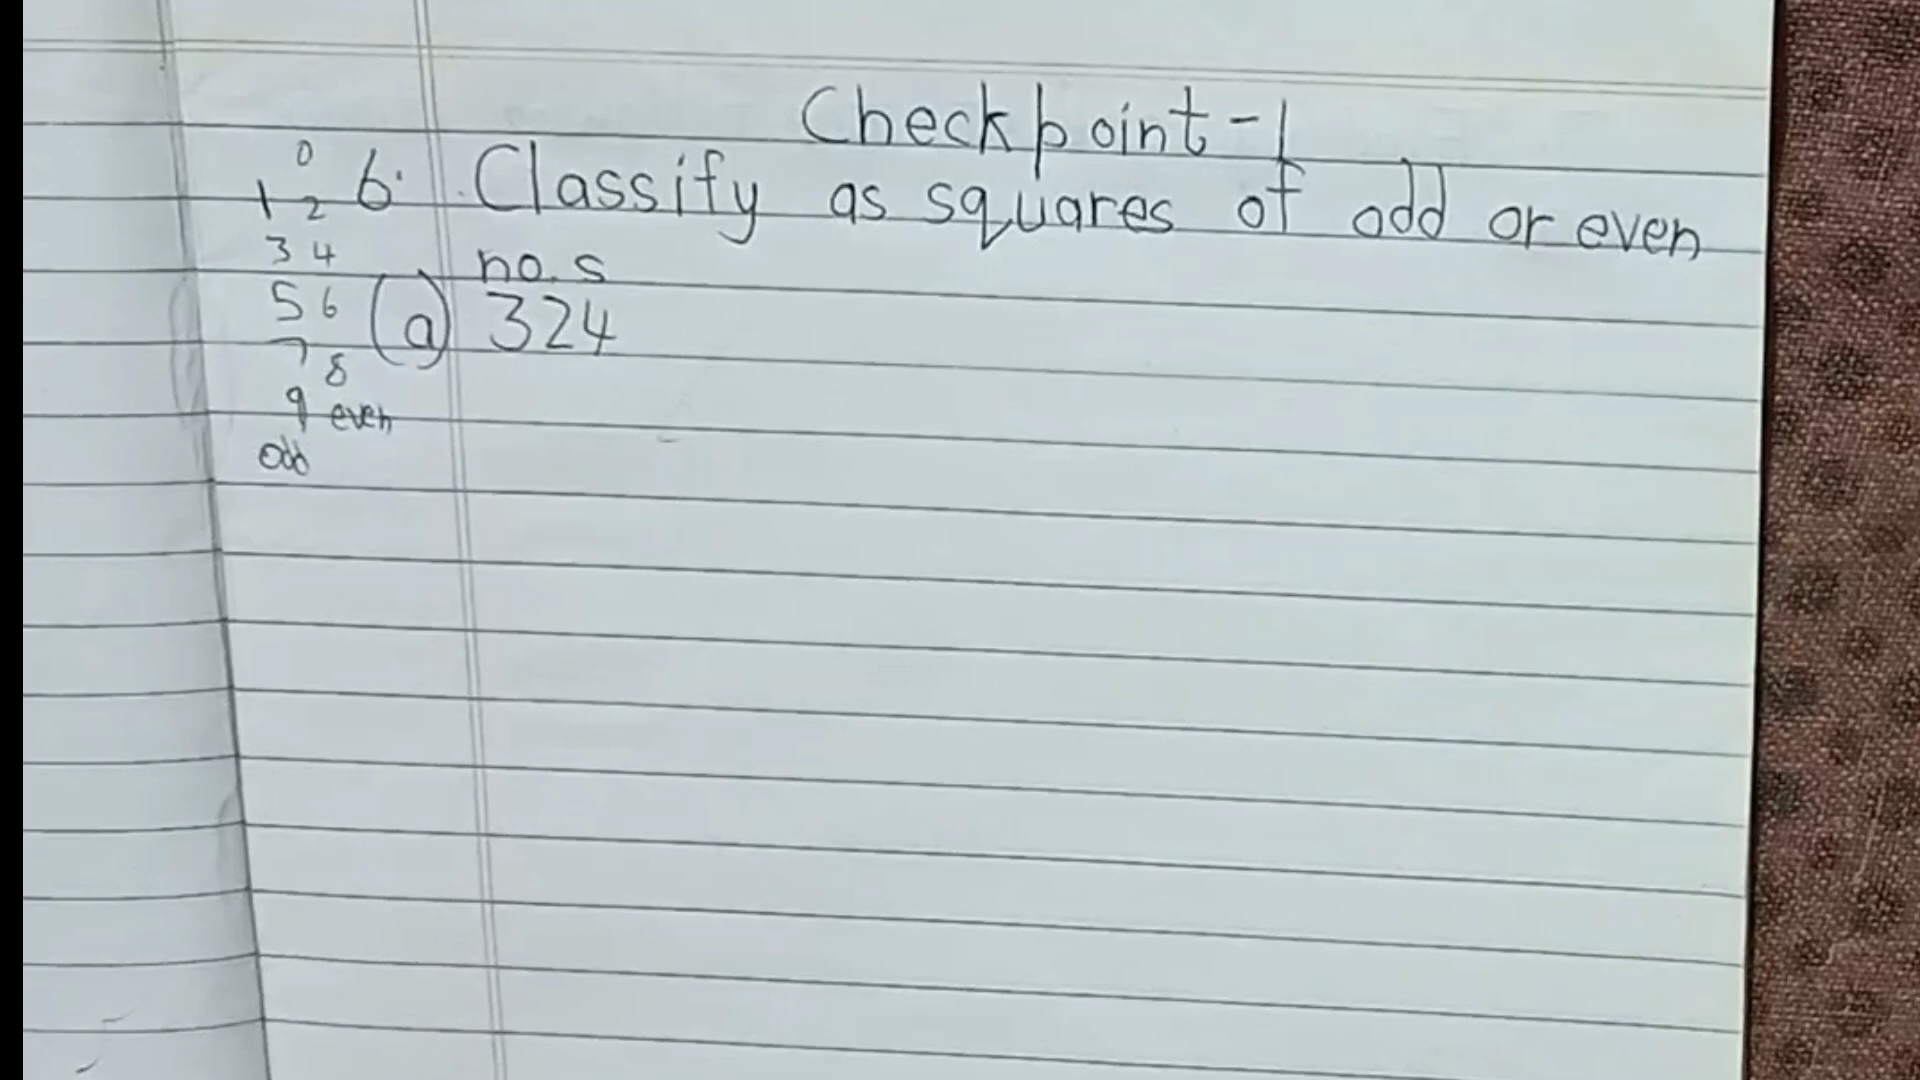 Checkpoint-1
6. Classify as squares of odd or even
no.s
(a) 324
0
1 2
3 4
5 6
7 8
9 even
odd